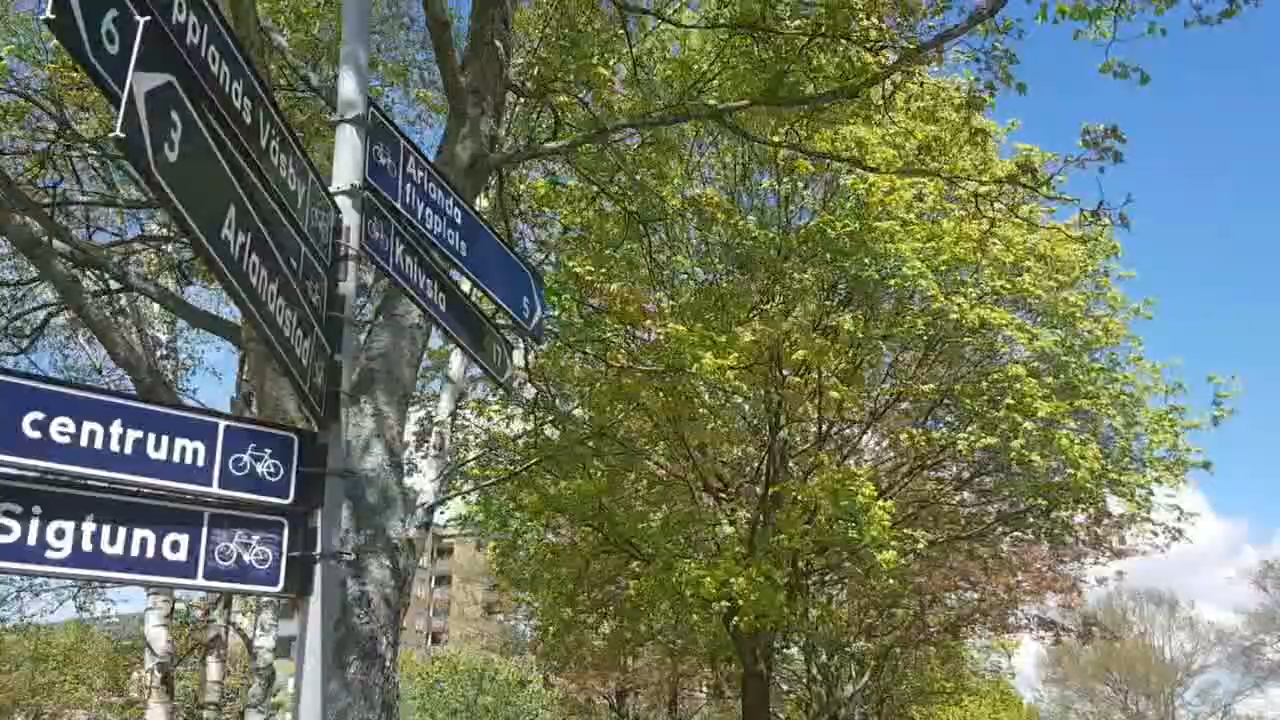 6
pplands Väsby
3
Arlandastad
Arlanda
flygplats
5
Knivsta
17
centrum
Sigtuna